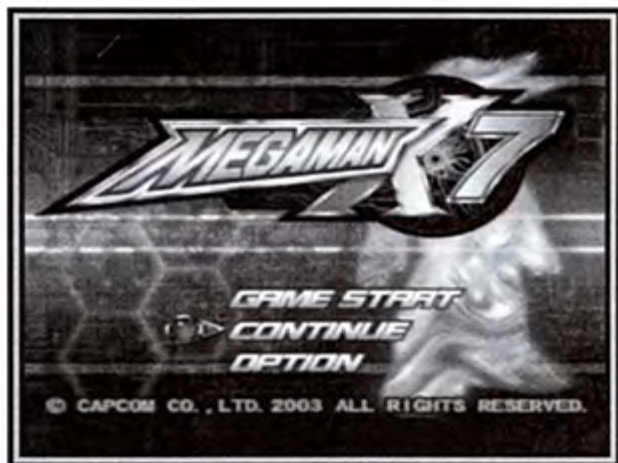 MEGAMAN X7
GAME START
CONTINUE
OPTION
© CAPCOM CO., LTD. 2003 ALL RIGHTS RESERVED.